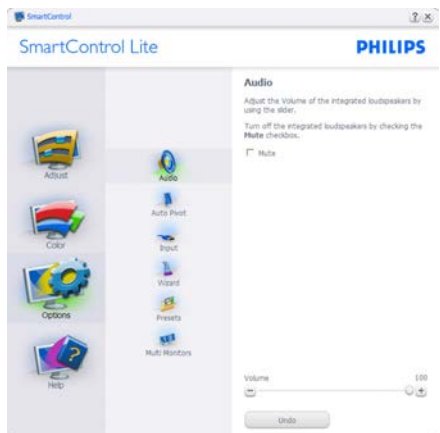 SmartControl
SmartControl Lite
PHILIPS
Adjust
Color
Options
Help
Audio
Auto Pivot
Input
Wizard
Presets
Multi Monitors
Audio
Adjust the Volume of the integrated loudspeakers by
using the slider.
Turn off the integrated loudspeakers by checking the
Mute checkbox.
Mute
Volume
100
Undo